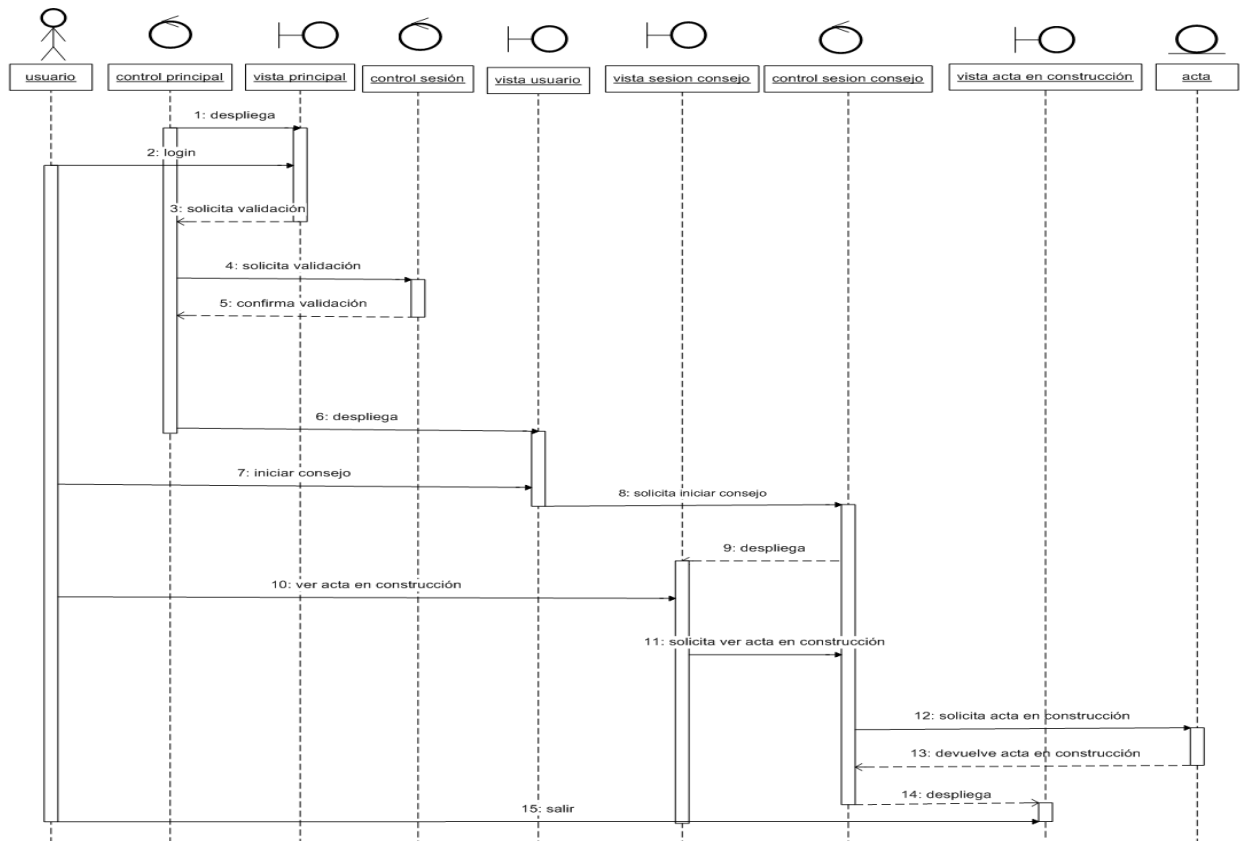 usuario
control principal
vista principal
control sesión
vista usuario
vista sesion consejo
control sesion consejo
vista acta en construcción
acta
1: despliega
2: login
3: solicita validación
4: solicita validación
5: confirma validación
6: despliega
7: iniciar consejo
8: solicita iniciar consejo
9: despliega
10: ver acta en construcción
11: solicita ver acta en construcción
12: solicita acta en construcción
13: devuelve acta en construcción
14: despliega
15: salir